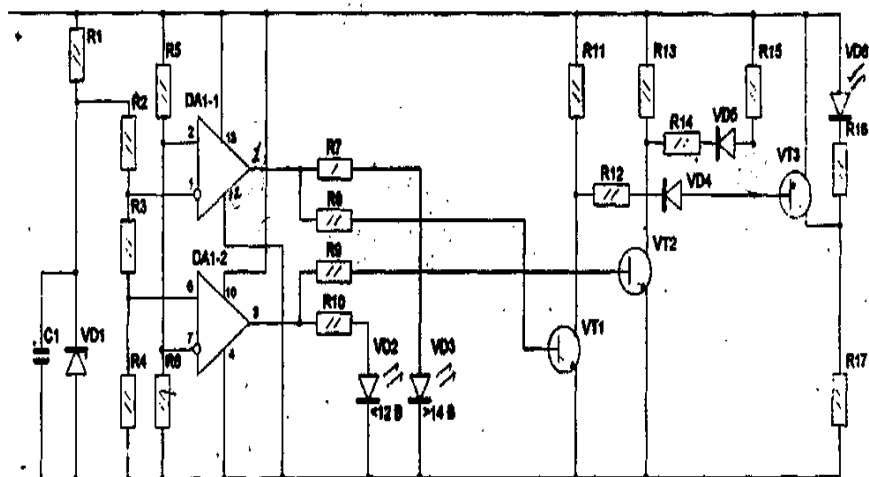 R1
R5
R11
R13
R15
VD6
R2
DA1-1
2
13
R7
R14
VD5
R16
1
12
R12
VD4
VT3
R3
R8
DA1-2
R9
VT2
6
10
9
R10
C1
VD1
7
4
VT1
R4
R6
VD2
VD3
R17
<12 В
>14 В